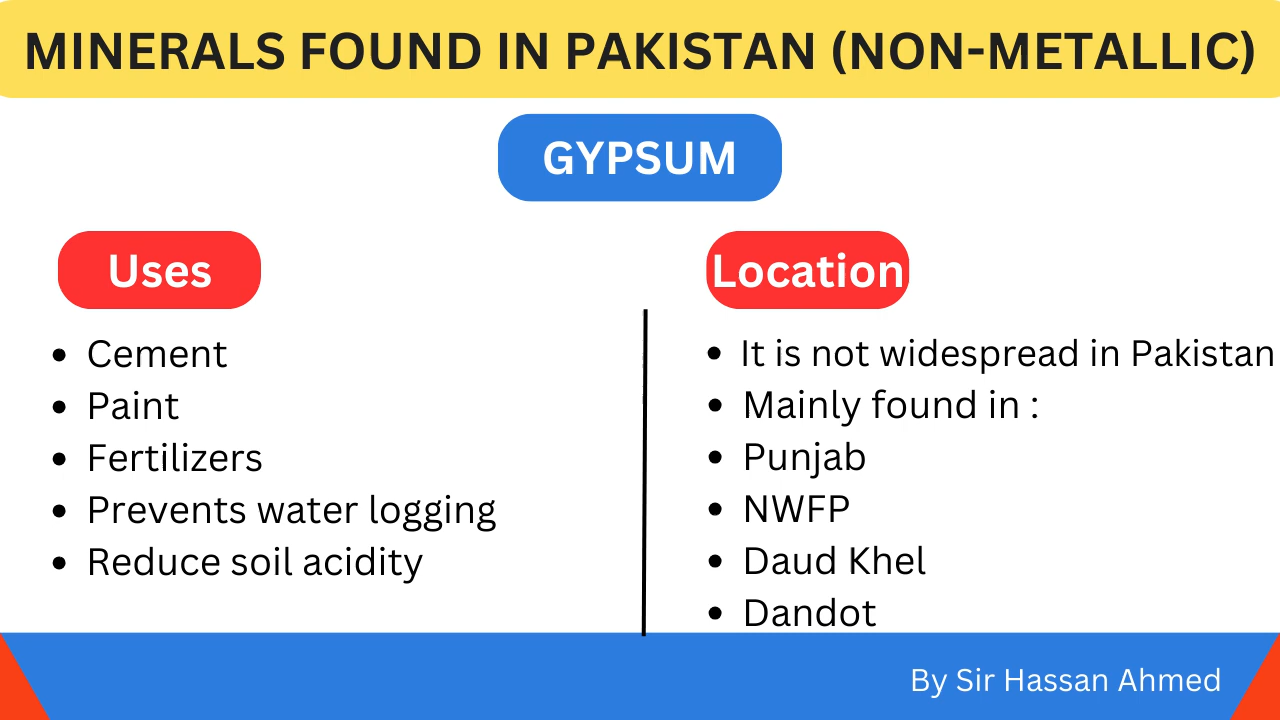 MINERALS FOUND IN PAKISTAN (NON-METALLIC)
GYPSUM
Uses
• Cement
• Paint
• Fertilizers
• Prevents water logging
• Reduce soil acidity
Location
• It is not widespread in Pakistan
• Mainly found in :
• Punjab
• NWFP
• Daud Khel
• Dandot
By Sir Hassan Ahmed